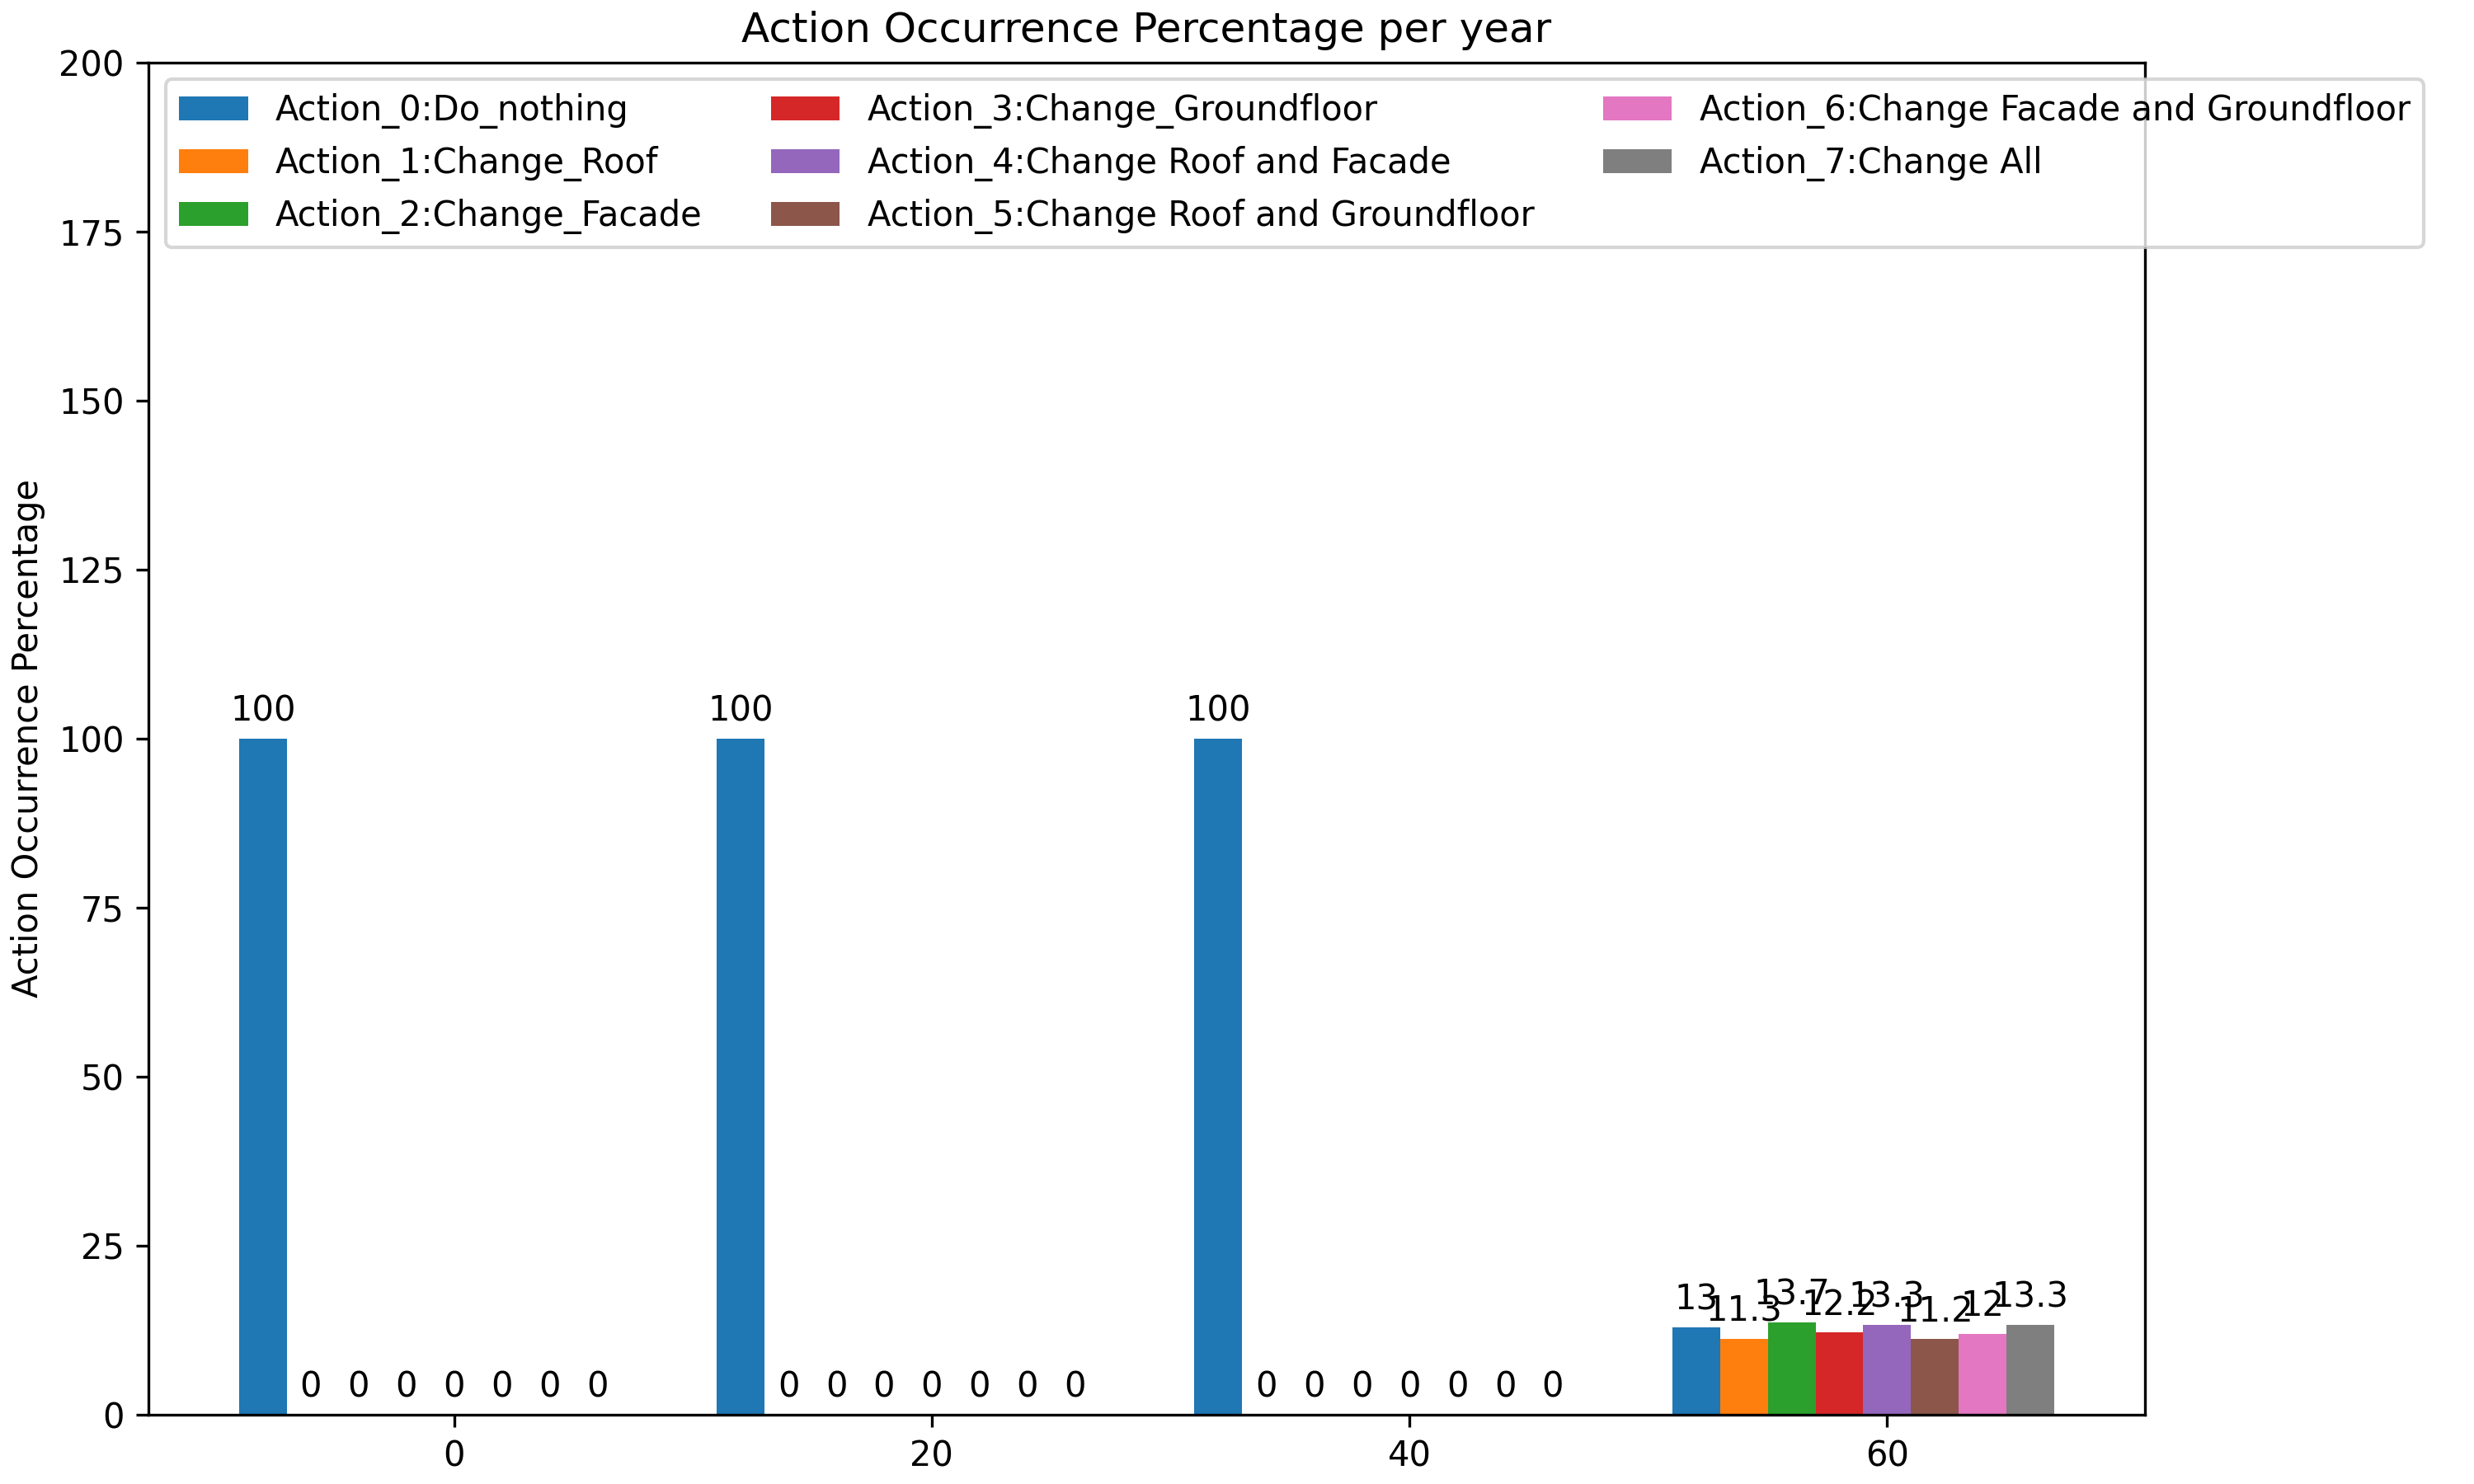 Action Occurrence Percentage per year
Action_0:Do_nothing
Action_1:Change_Roof
Action_2:Change_Facade
Action_3:Change_Groundfloor
Action_4:Change Roof and Facade
Action_5:Change Roof and Groundfloor
Action_6:Change Facade and Groundfloor
Action_7:Change All
Action Occurrence Percentage
200
175
150
125
100
75
50
25
0
100 0 0 0 0 0 0 0
100 0 0 0 0 0 0 0
100 0 0 0 0 0 0 0
13 11.3 13.7 12.2 13.3 11.2 12 13.3
0 20 40 60